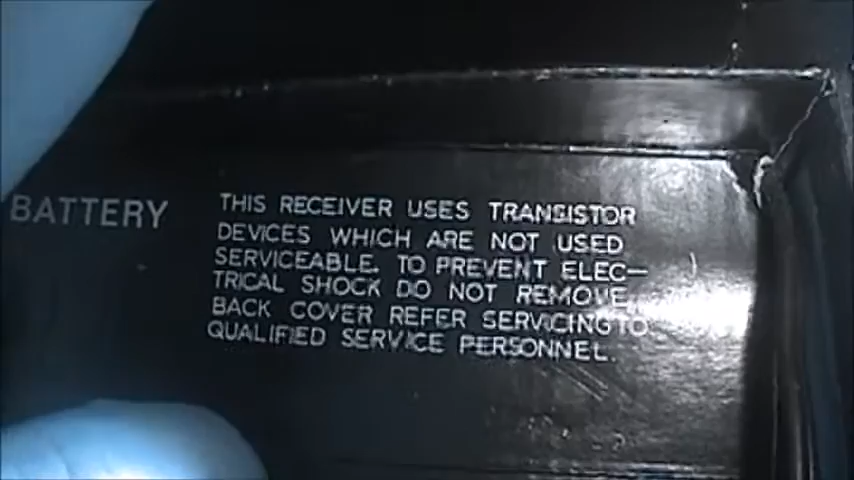 BATTERY
THIS RECEIVER USES TRANSISTOR
DEVICES WHICH ARE NOT USED
SERVICEABLE. TO PREVENT ELEC-
TRICAL SHOCK DO NOT REMOVE
BACK COVER REFER SERVICING TO
QUALIFIED SERVICE PERSONNEL.